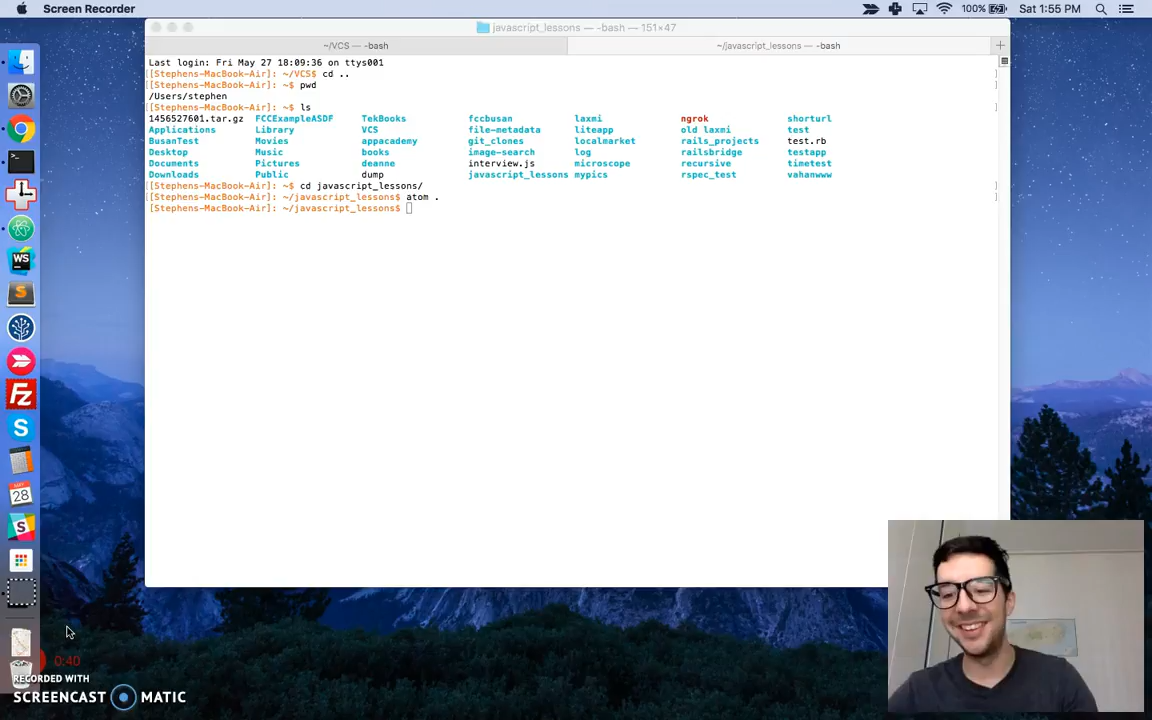 Screen Recorder
100%
Sat 1:55 PM
javascript_lessons — -bash — 151×47
~/VCS — -bash
~/javascript_lessons — -bash
Last login: Fri May 27 18:09:36 on ttys001
[[Stephens-MacBook-Air]: ~/VCS$ cd ..
[[Stephens-MacBook-Air]: ~$ pwd
/Users/stephen
[[Stephens-MacBook-Air]: ~$ ls
1456527601.tar.gz FCCExampleASDF TekBooks fccbusan laxmi ngrok shorturl
Applications Library VCS file-metadata liteapp old laxmi test
BusanTest Movies appacademy git_clones localmarket rails_projects test.rb
Desktop Music books image-search log railsbridge testapp
Documents Pictures deanne interview.js microscope recursive timetest
Downloads Public dump javascript_lessons mypics rspec_test vahanwww
[[Stephens-MacBook-Air]: ~$ cd javascript_lessons/
[[Stephens-MacBook-Air]: ~/javascript_lessons$ atom .
[Stephens-MacBook-Air]: ~/javascript_lessons$
WS
S
Fz
S
MAY
28
S
0:40
RECORDED WITH
SCREENCAST MATIC